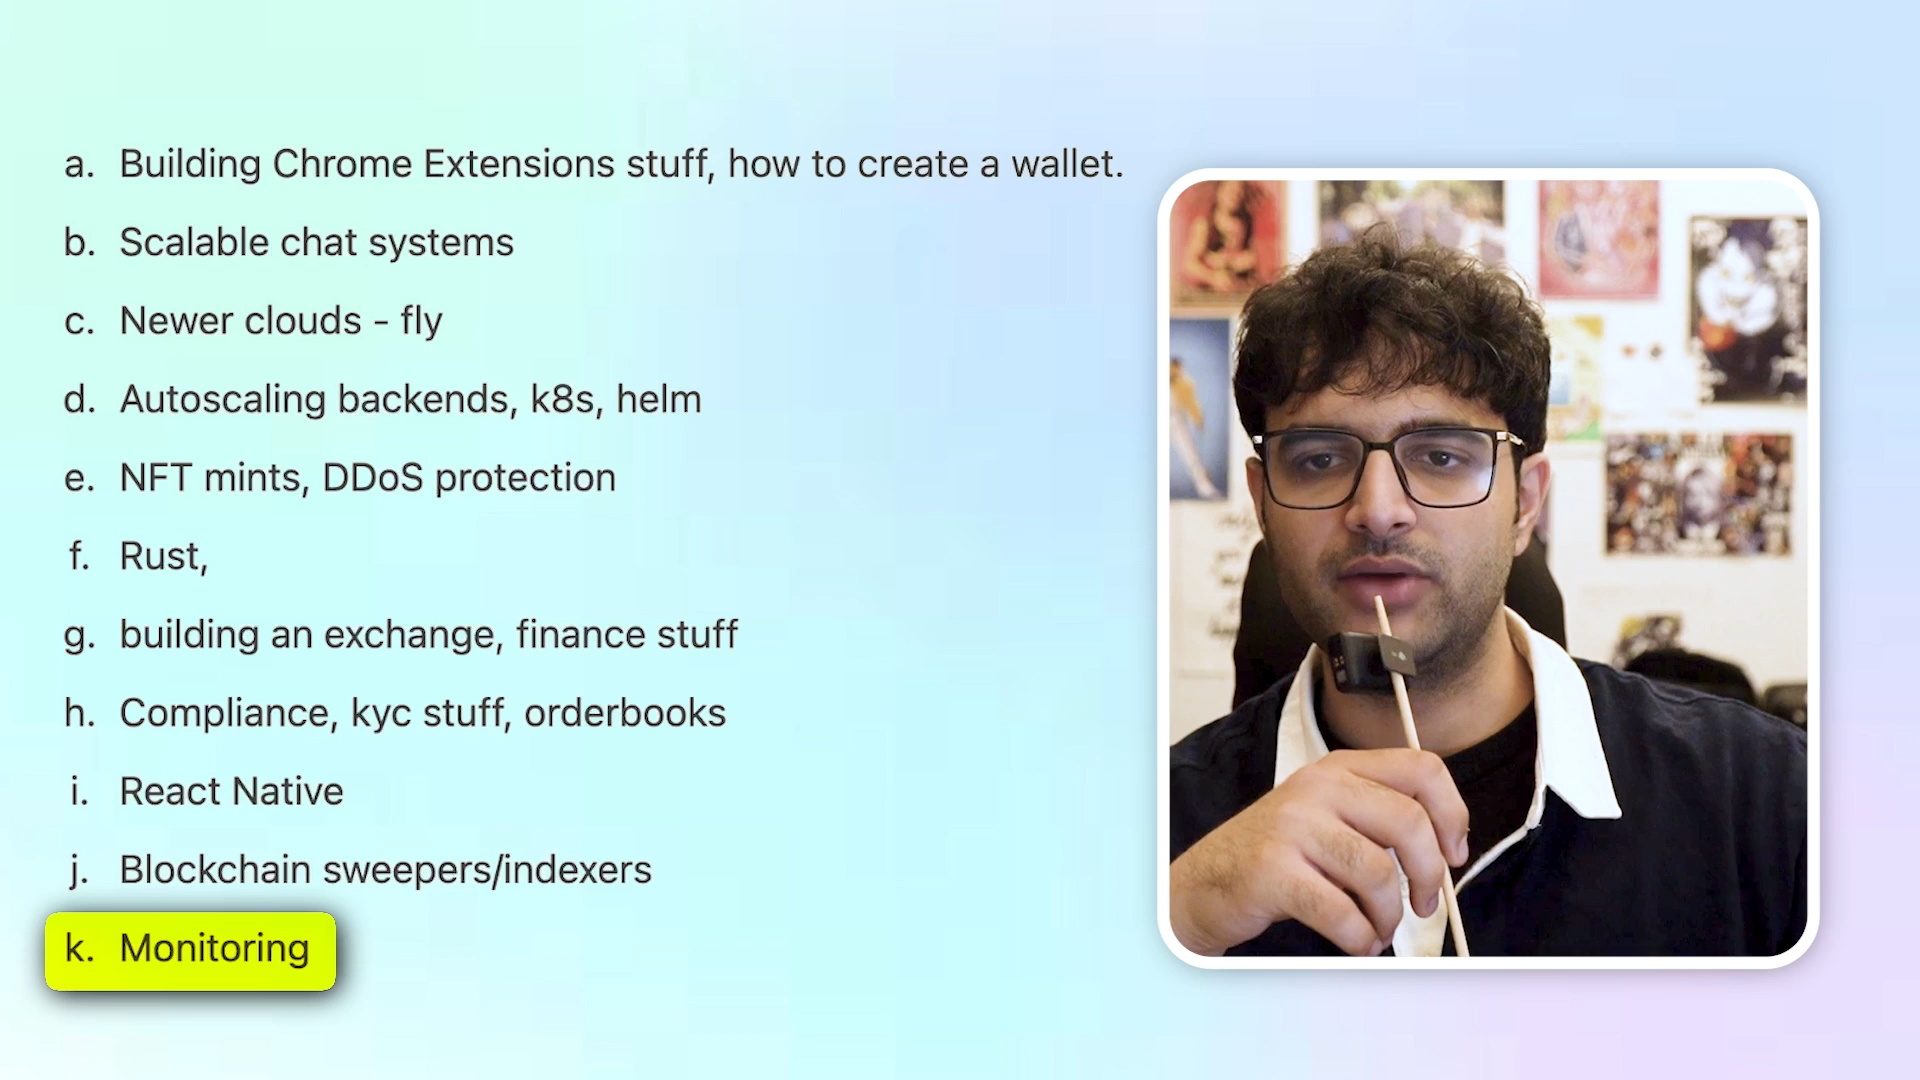 a. Building Chrome Extensions stuff, how to create a wallet.
b. Scalable chat systems
c. Newer clouds - fly
d. Autoscaling backends, k8s, helm
e. NFT mints, DDoS protection
f. Rust,
g. building an exchange, finance stuff
h. Compliance, kyc stuff, orderbooks
i. React Native
j. Blockchain sweepers/indexers
k. Monitoring